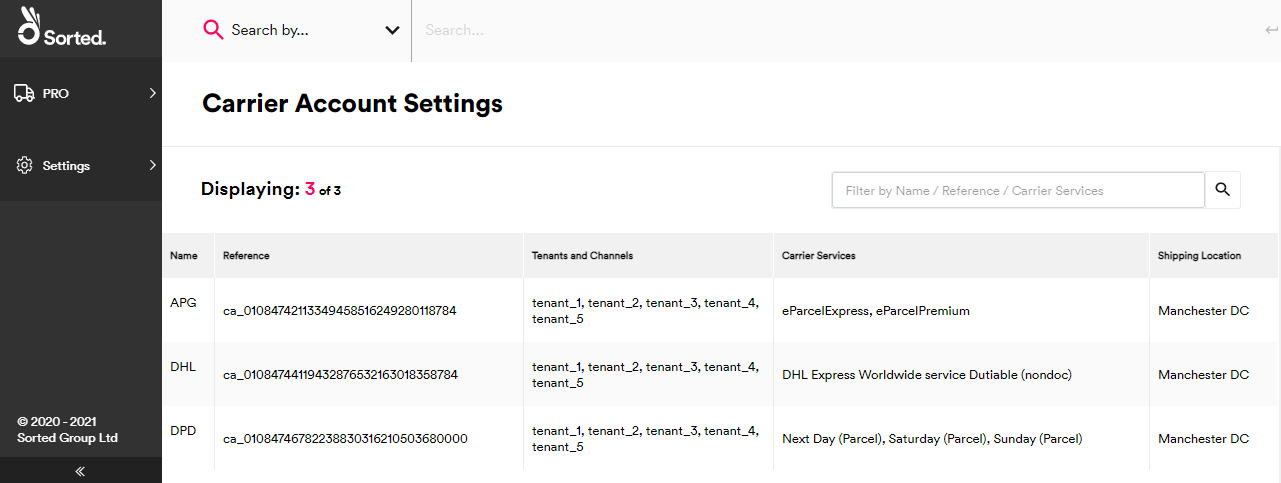 Sorted.
Search by...
Search...
PRO
Settings
Carrier Account Settings
Displaying: 3 of 3
Filter by Name / Reference / Carrier Services
Name Reference Tenants and Channels Carrier Services Shipping Location
APG ca_01084742113349458516249280118784 tenant_1, tenant_2, tenant_3, tenant_4, tenant_5 eParcelExpress, eParcelPremium Manchester DC
DHL ca_01084744119432876532163018358784 tenant_1, tenant_2, tenant_3, tenant_4, tenant_5 DHL Express Worldwide service Dutiable (nondoc) Manchester DC
DPD ca_01084746782238830316210503680000 tenant_1, tenant_2, tenant_3, tenant_4, tenant_5 Next Day (Parcel), Saturday (Parcel), Sunday (Parcel) Manchester DC
© 2020 - 2021
Sorted Group Ltd